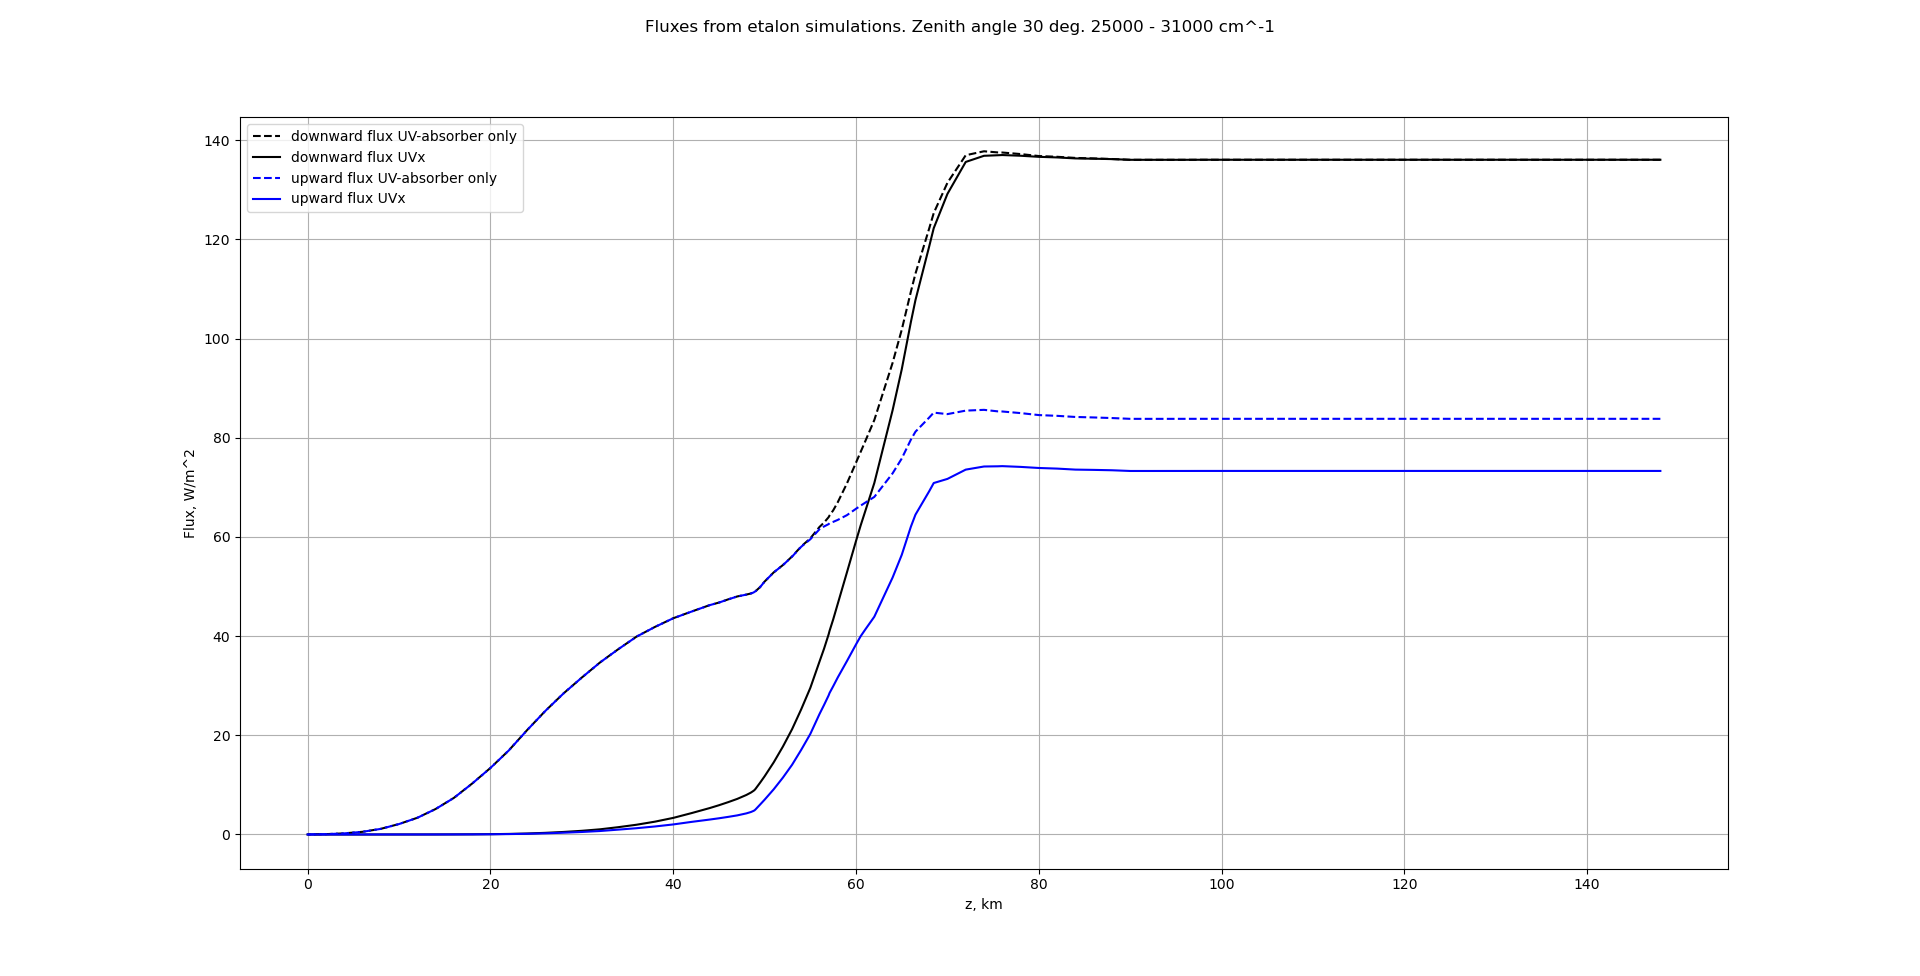 Fluxes from etalon simulations. Zenith angle 30 deg. 25000 - 31000 cm^-1
downward flux UV-absorber only
downward flux UVx
upward flux UV-absorber only
upward flux UVx
140
120
100
80
60
40
20
0
Flux, W/m^2
0 20 40 60 80 100 120 140
z, km